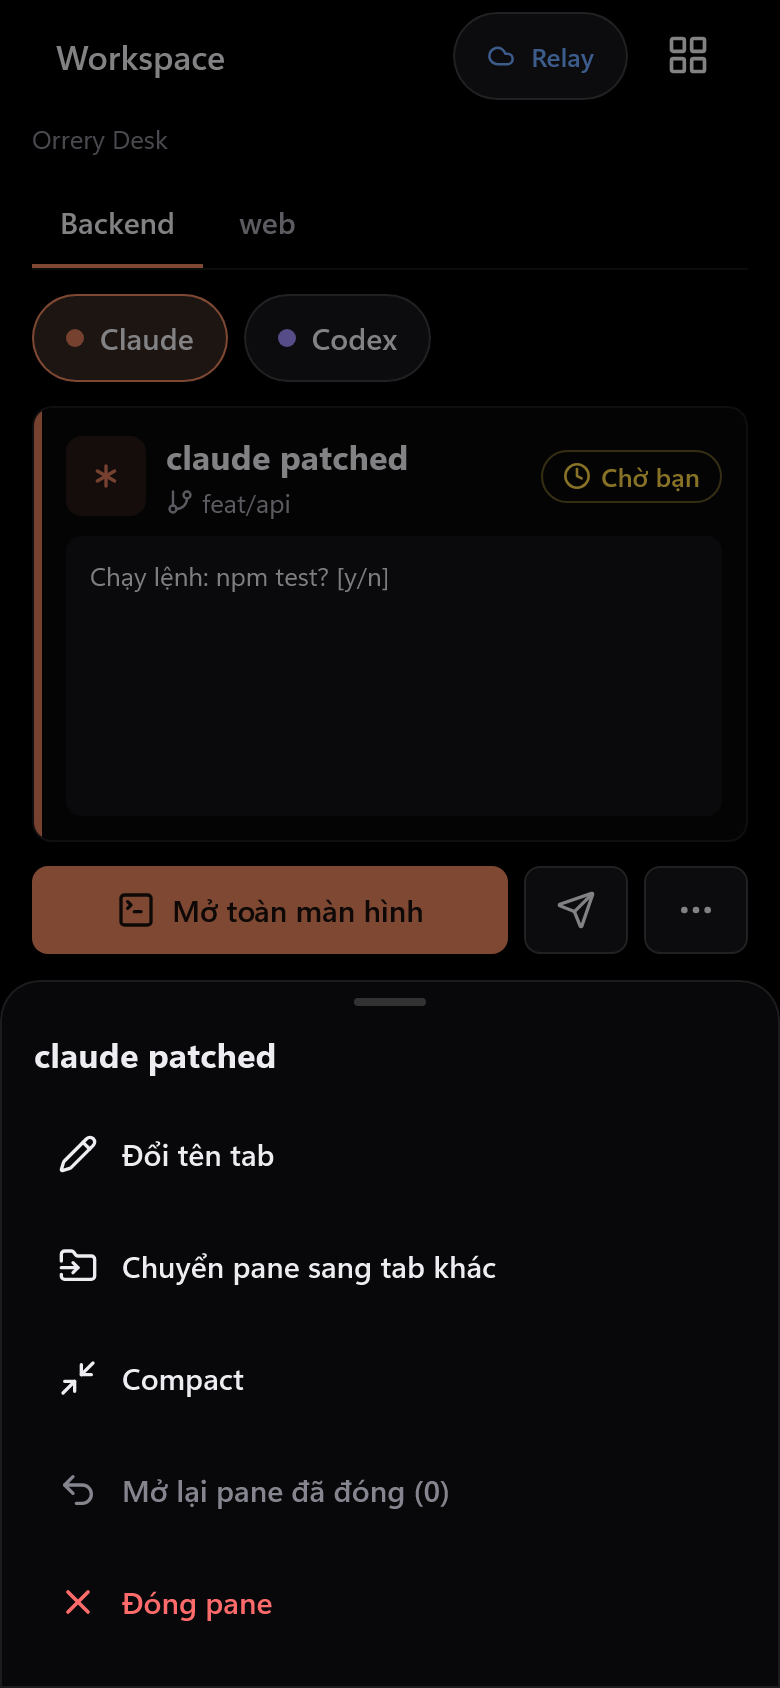 Workspace
Relay
Orrery Desk
Backend
web
Claude
Codex
claude patched
feat/api
Chờ bạn
Chạy lệnh: npm test? [y/n]
Mở toàn màn hình
claude patched
Đổi tên tab
Chuyển pane sang tab khác
Compact
Mở lại pane đã đóng (0)
Đóng pane